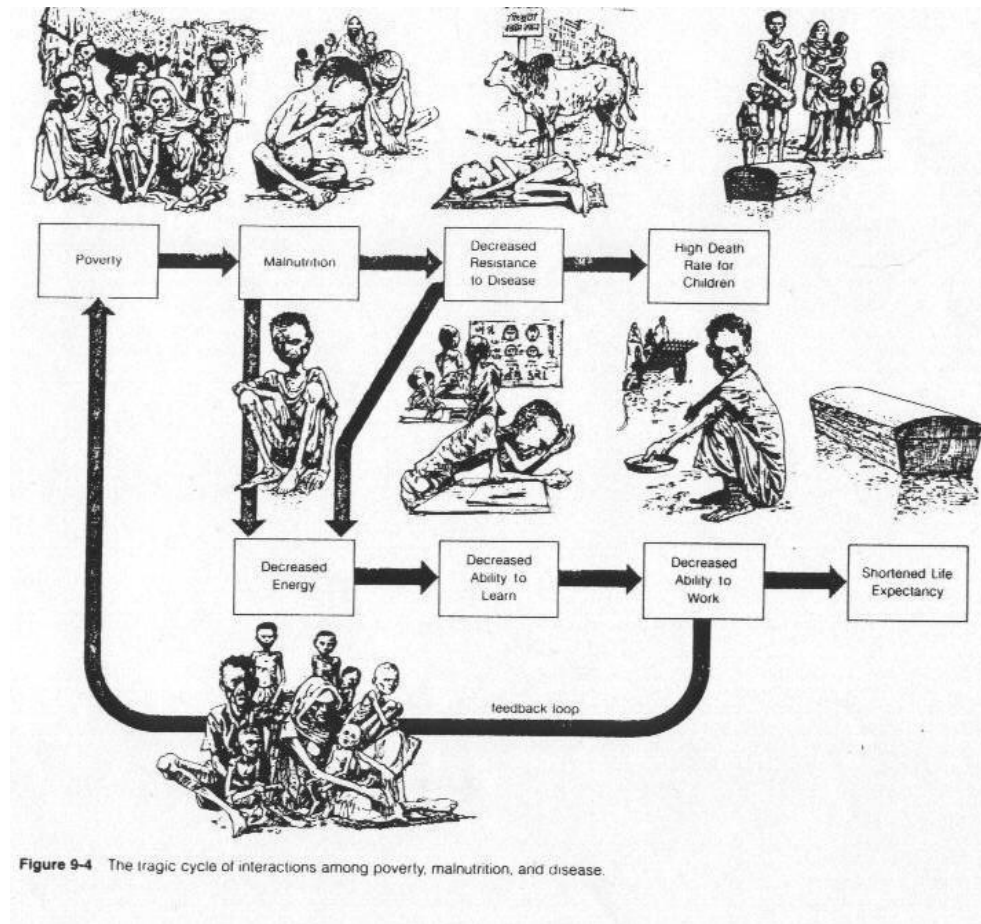 Poverty
Malnutrition
Decreased
Resistance
to Disease
High Death
Rate for
Children
Decreased
Energy
Decreased
Ability to
Learn
Decreased
Ability to
Work
Shortened Life
Expectancy
feedback loop
Figure 9-4 The tragic cycle of interactions among poverty, malnutrition, and disease.